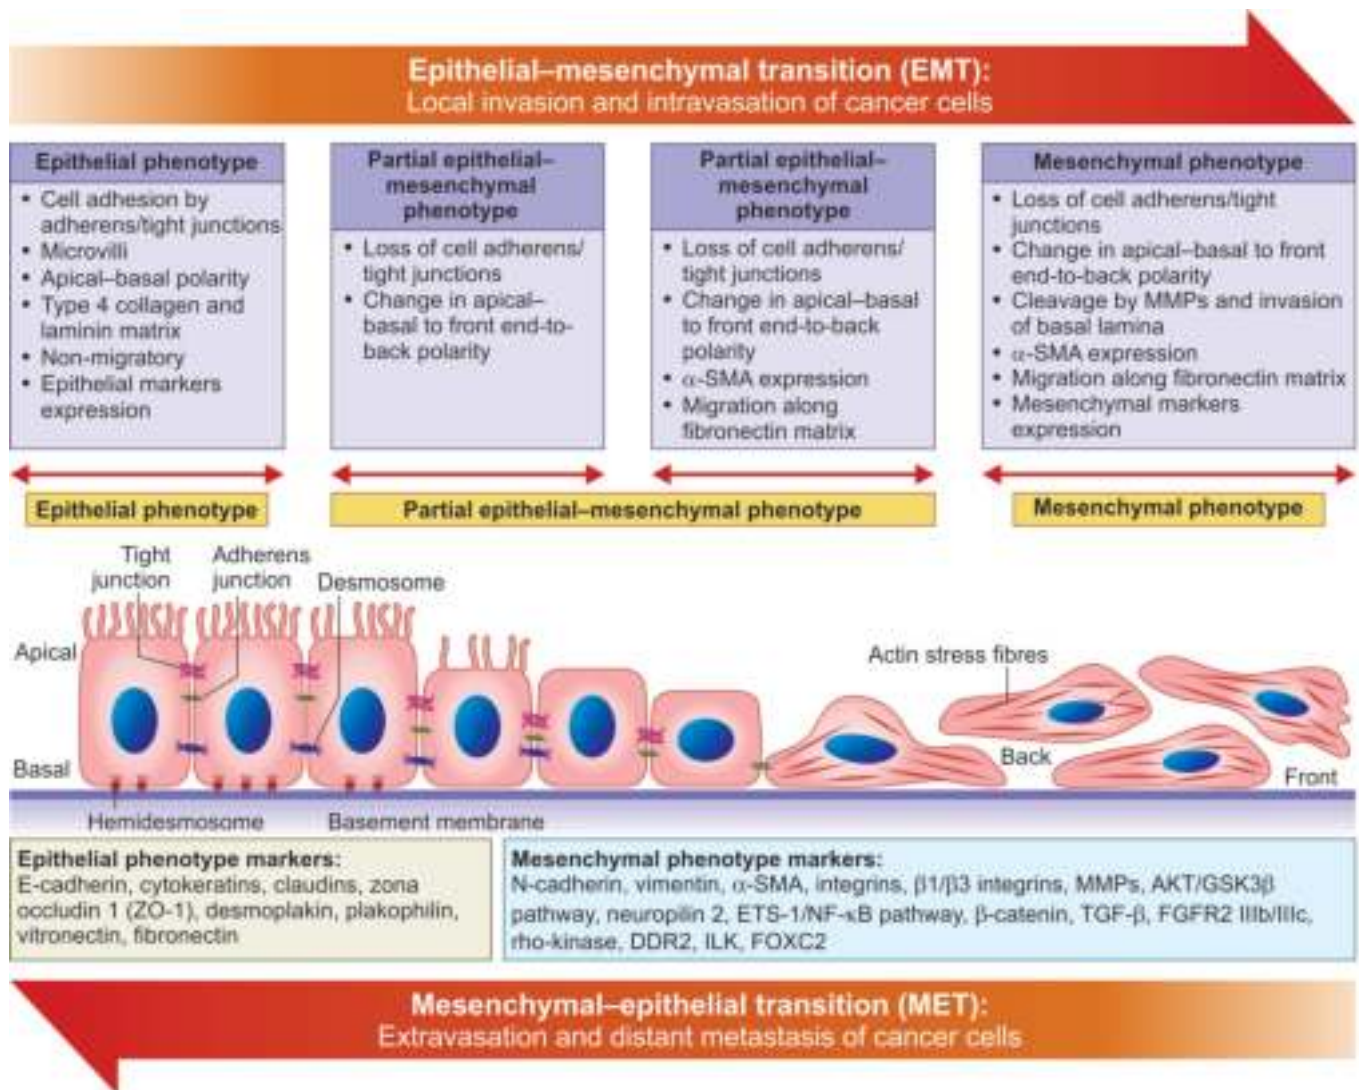 Epithelial–mesenchymal transition (EMT):
Local invasion and intravasation of cancer cells
Epithelial phenotype
• Cell adhesion by
adherens/tight junctions
• Microvilli
• Apical–basal polarity
• Type 4 collagen and
laminin matrix
• Non-migratory
• Epithelial markers
expression
Partial epithelial–
mesenchymal
phenotype
• Loss of cell adherens/
tight junctions
• Change in apical–
basal to front end-to-
back polarity
Partial epithelial–
mesenchymal
phenotype
• Loss of cell adherens/
tight junctions
• Change in apical–basal
to front end-to-back
polarity
• α-SMA expression
• Migration along
fibronectin matrix
Mesenchymal phenotype
• Loss of cell adherens/tight
junctions
• Change in apical–basal to front
end-to-back polarity
• Cleavage by MMPs and invasion
of basal lamina
• α-SMA expression
• Migration along fibronectin matrix
• Mesenchymal markers
expression
Epithelial phenotype
Partial epithelial–mesenchymal phenotype
Mesenchymal phenotype
Tight
junction
Adherens
junction
Desmosome
Apical
Actin stress fibres
Basal
Back
Front
Hemidesmosome
Basement membrane
Epithelial phenotype markers:
E-cadherin, cytokeratins, claudins, zona
occludin 1 (ZO-1), desmoplakin, plakophilin,
vitronectin, fibronectin
Mesenchymal phenotype markers:
N-cadherin, vimentin, α-SMA, integrins, β1/β3 integrins, MMPs, AKT/GSK3β
pathway, neuropilin 2, ETS-1/NF-κB pathway, β-catenin, TGF-β, FGFR2 IIIb/IIIc,
rho-kinase, DDR2, ILK, FOXC2
Mesenchymal–epithelial transition (MET):
Extravasation and distant metastasis of cancer cells